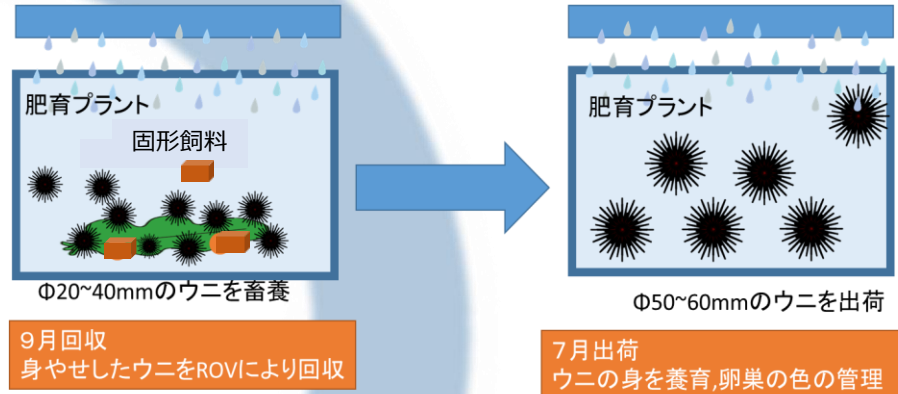 肥育プラント
固形飼料
Φ20~40mmのウニを畜養
９月回収
身やせしたウニをROVにより回収
肥育プラント
Φ50~60mmのウニを出荷
７月出荷
ウニの身を養育,卵巣の色の管理